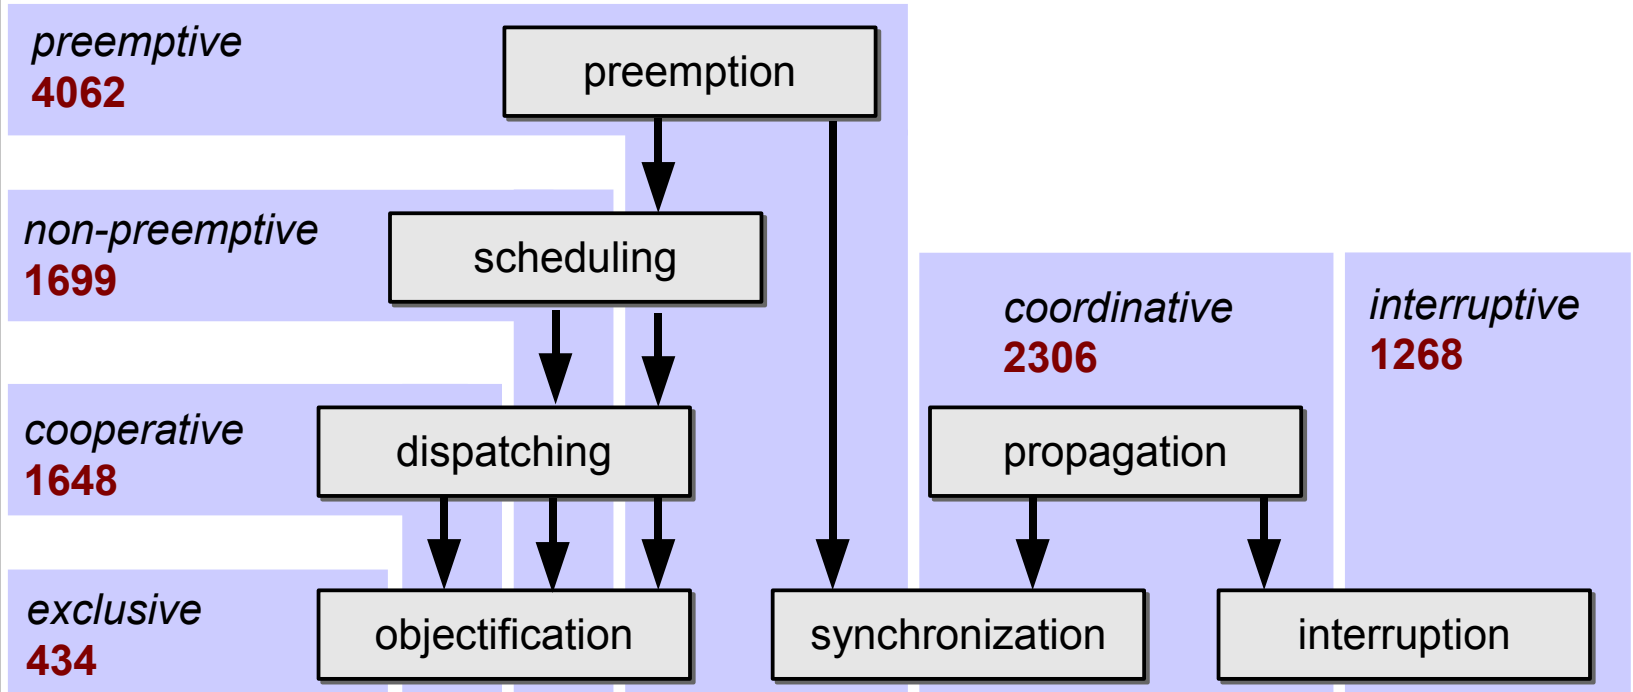 preemptive
4062
preemption
non-preemptive
1699
scheduling
coordinative
2306
interruptive
1268
cooperative
1648
dispatching
propagation
exclusive
434
objectification
synchronization
interruption